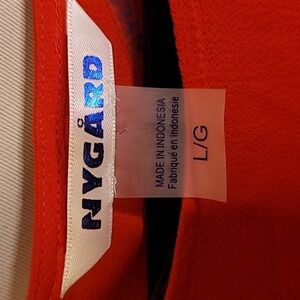 NYGÅRD
MADE IN INDONESIA
Fabriqué en Indonésie
L/G